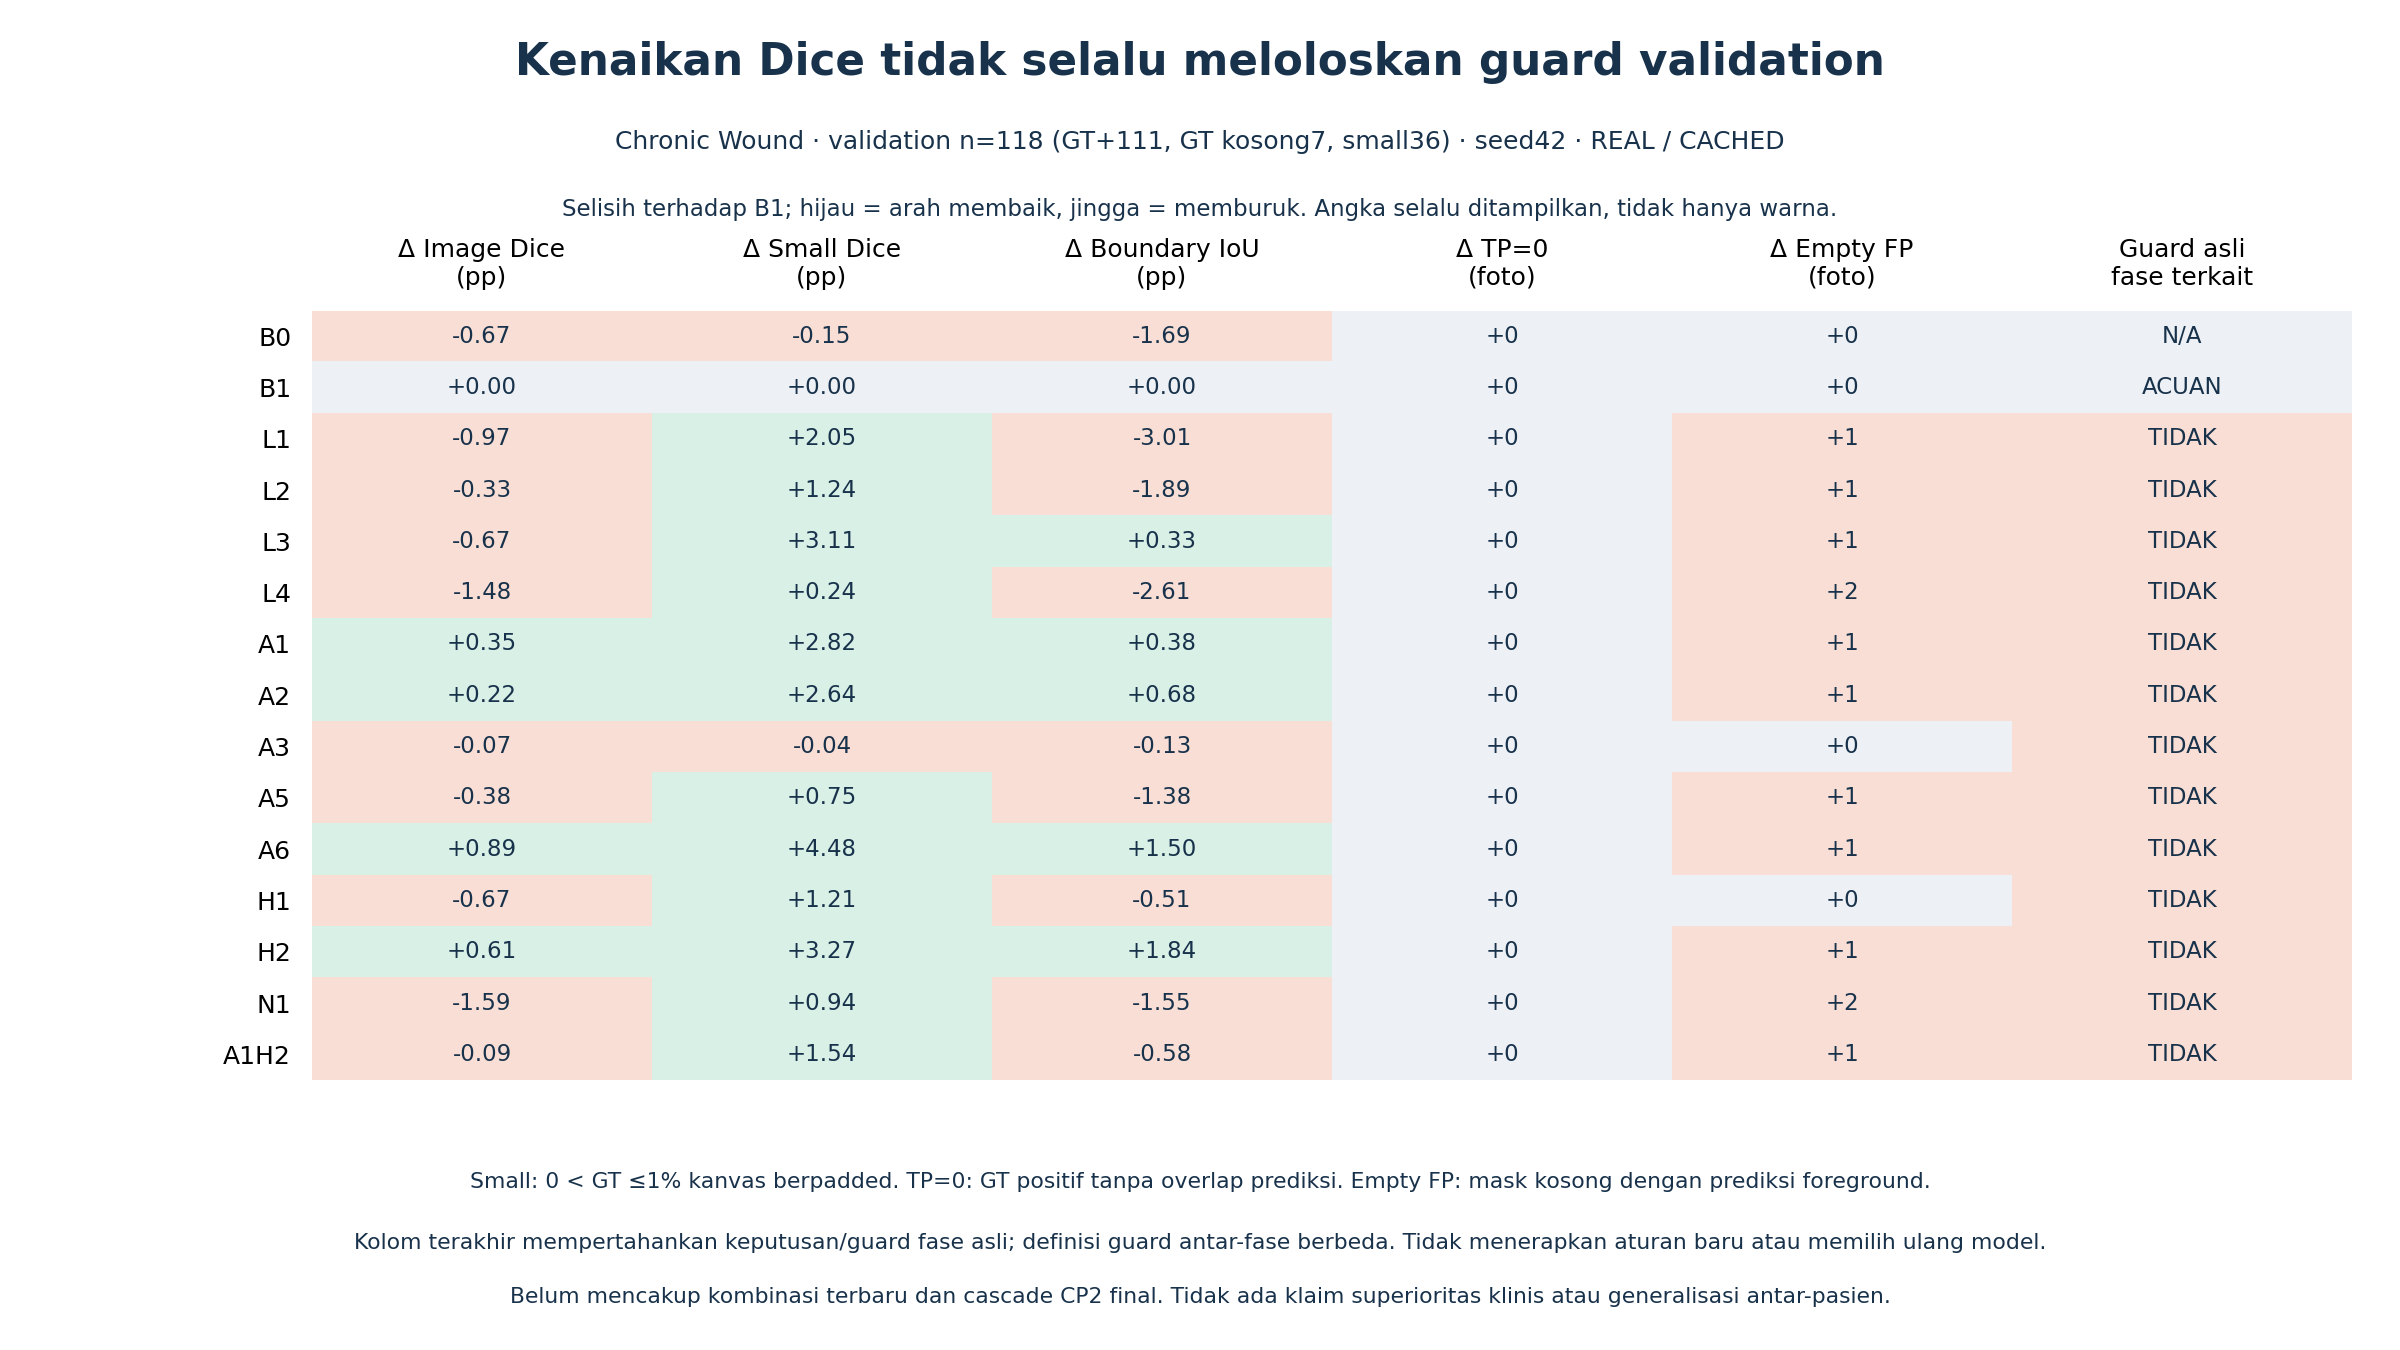 Kenaikan Dice tidak selalu meloloskan guard validation
Chronic Wound · validation n=118 (GT+111, GT kosong7, small36) · seed42 · REAL / CACHED
Selisih terhadap B1; hijau = arah membaik, jingga = memburuk. Angka selalu ditampilkan, tidak hanya warna.
Δ Image Dice (pp) Δ Small Dice (pp) Δ Boundary IoU (pp) Δ TP=0 (foto) Δ Empty FP (foto) Guard asli fase terkait
B0 -0.67 -0.15 -1.69 +0 +0 N/A
B1 +0.00 +0.00 +0.00 +0 +0 ACUAN
L1 -0.97 +2.05 -3.01 +0 +1 TIDAK
L2 -0.33 +1.24 -1.89 +0 +1 TIDAK
L3 -0.67 +3.11 +0.33 +0 +1 TIDAK
L4 -1.48 +0.24 -2.61 +0 +2 TIDAK
A1 +0.35 +2.82 +0.38 +0 +1 TIDAK
A2 +0.22 +2.64 +0.68 +0 +1 TIDAK
A3 -0.07 -0.04 -0.13 +0 +0 TIDAK
A5 -0.38 +0.75 -1.38 +0 +1 TIDAK
A6 +0.89 +4.48 +1.50 +0 +1 TIDAK
H1 -0.67 +1.21 -0.51 +0 +0 TIDAK
H2 +0.61 +3.27 +1.84 +0 +1 TIDAK
N1 -1.59 +0.94 -1.55 +0 +2 TIDAK
A1H2 -0.09 +1.54 -0.58 +0 +1 TIDAK
Small: 0 < GT ≤1% kanvas berpadded. TP=0: GT positif tanpa overlap prediksi. Empty FP: mask kosong dengan prediksi foreground.
Kolom terakhir mempertahankan keputusan/guard fase asli; definisi guard antar-fase berbeda. Tidak menerapkan aturan baru atau memilih ulang model.
Belum mencakup kombinasi terbaru dan cascade CP2 final. Tidak ada klaim superioritas klinis atau generalisasi antar-pasien.